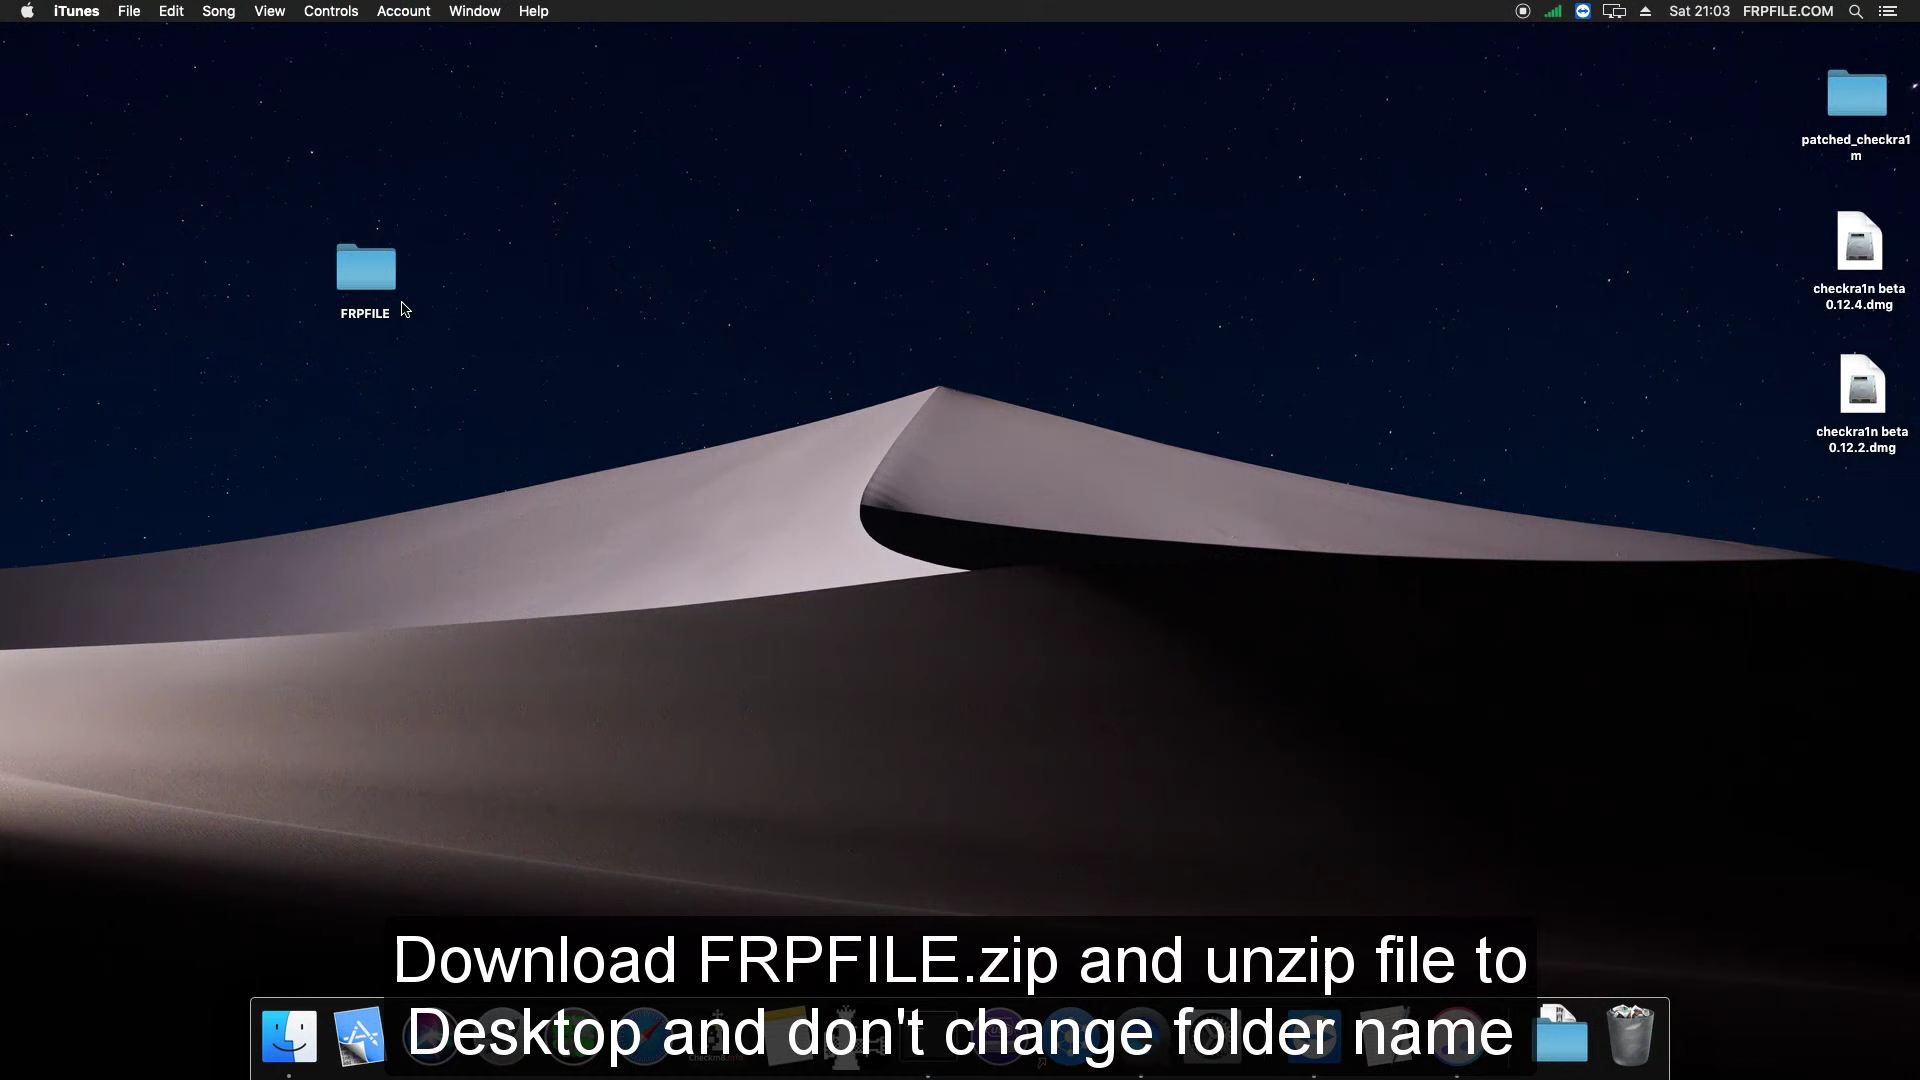 iTunes File Edit Song View Controls Account Window Help Sat 21:03 FRPFILE.COM
patched_checkra1
m
FRPFILE
checkra1n beta
0.12.4.dmg
checkra1n beta
0.12.2.dmg
Download FRPFILE.zip and unzip file to
Desktop and don't change folder name